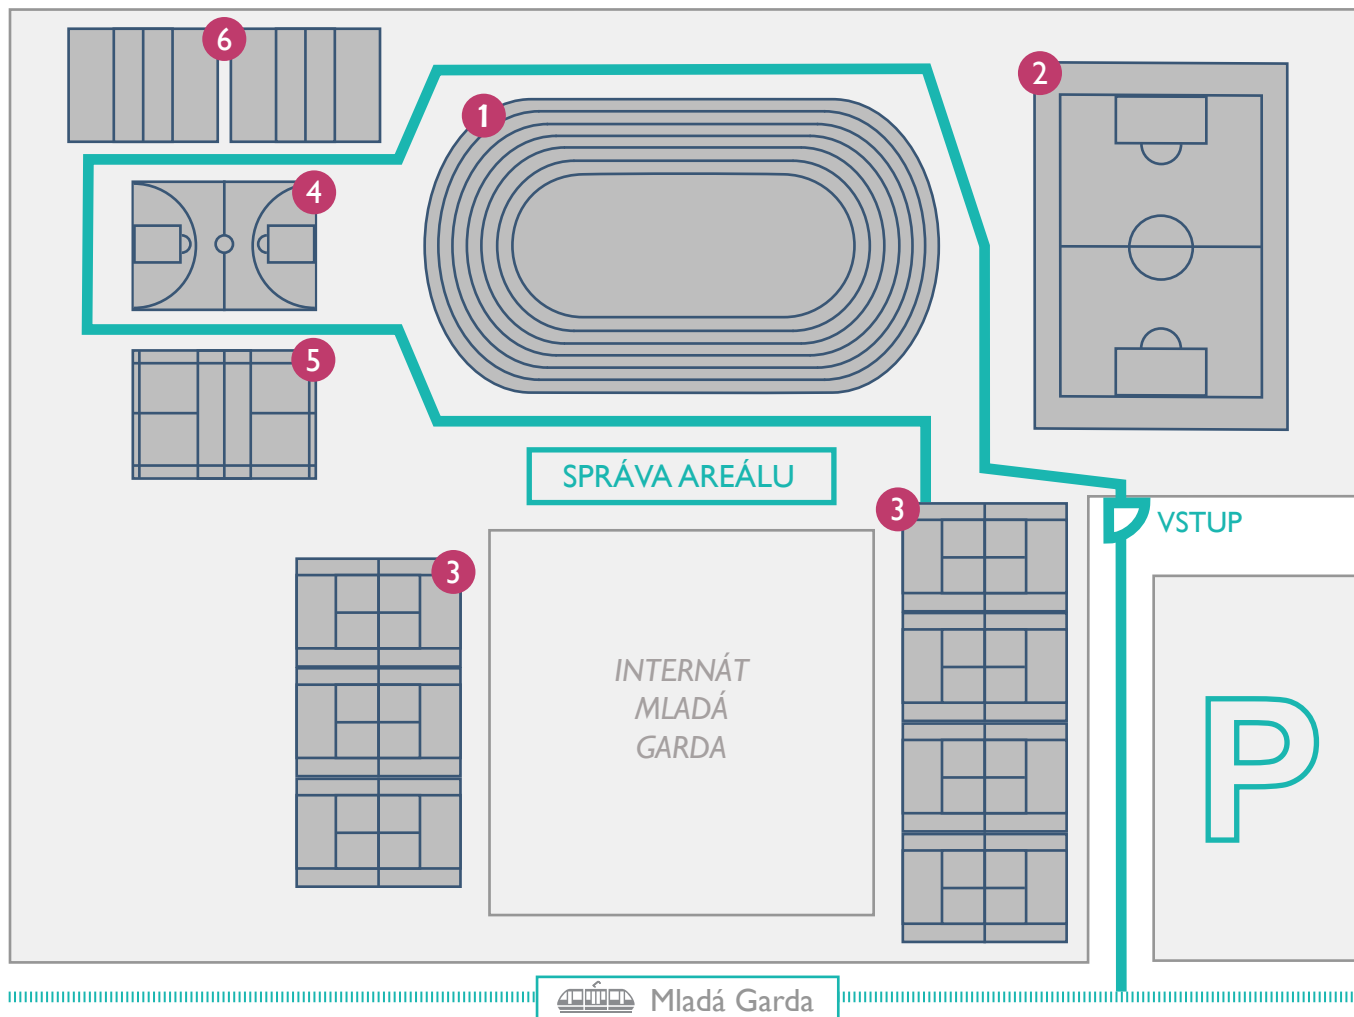 6
1
2
4
5
SPRÁVA AREÁLU
3
VSTUP
3
INTERNÁT
MLADÁ
GARDA
P
Mladá Garda